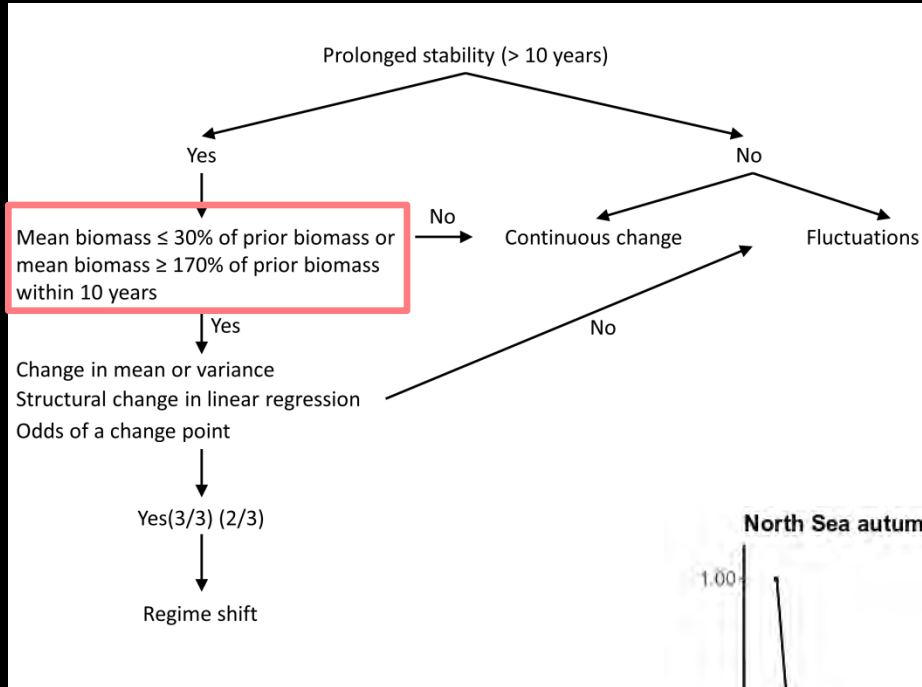 Prolonged stability (> 10 years)
Yes
No
Mean biomass ≤ 30% of prior biomass or
mean biomass ≥ 170% of prior biomass
within 10 years
No
Continuous change
Fluctuations
Yes
No
Change in mean or variance
Structural change in linear regression
Odds of a change point
Yes(3/3) (2/3)
Regime shift
North Sea autum
1.00